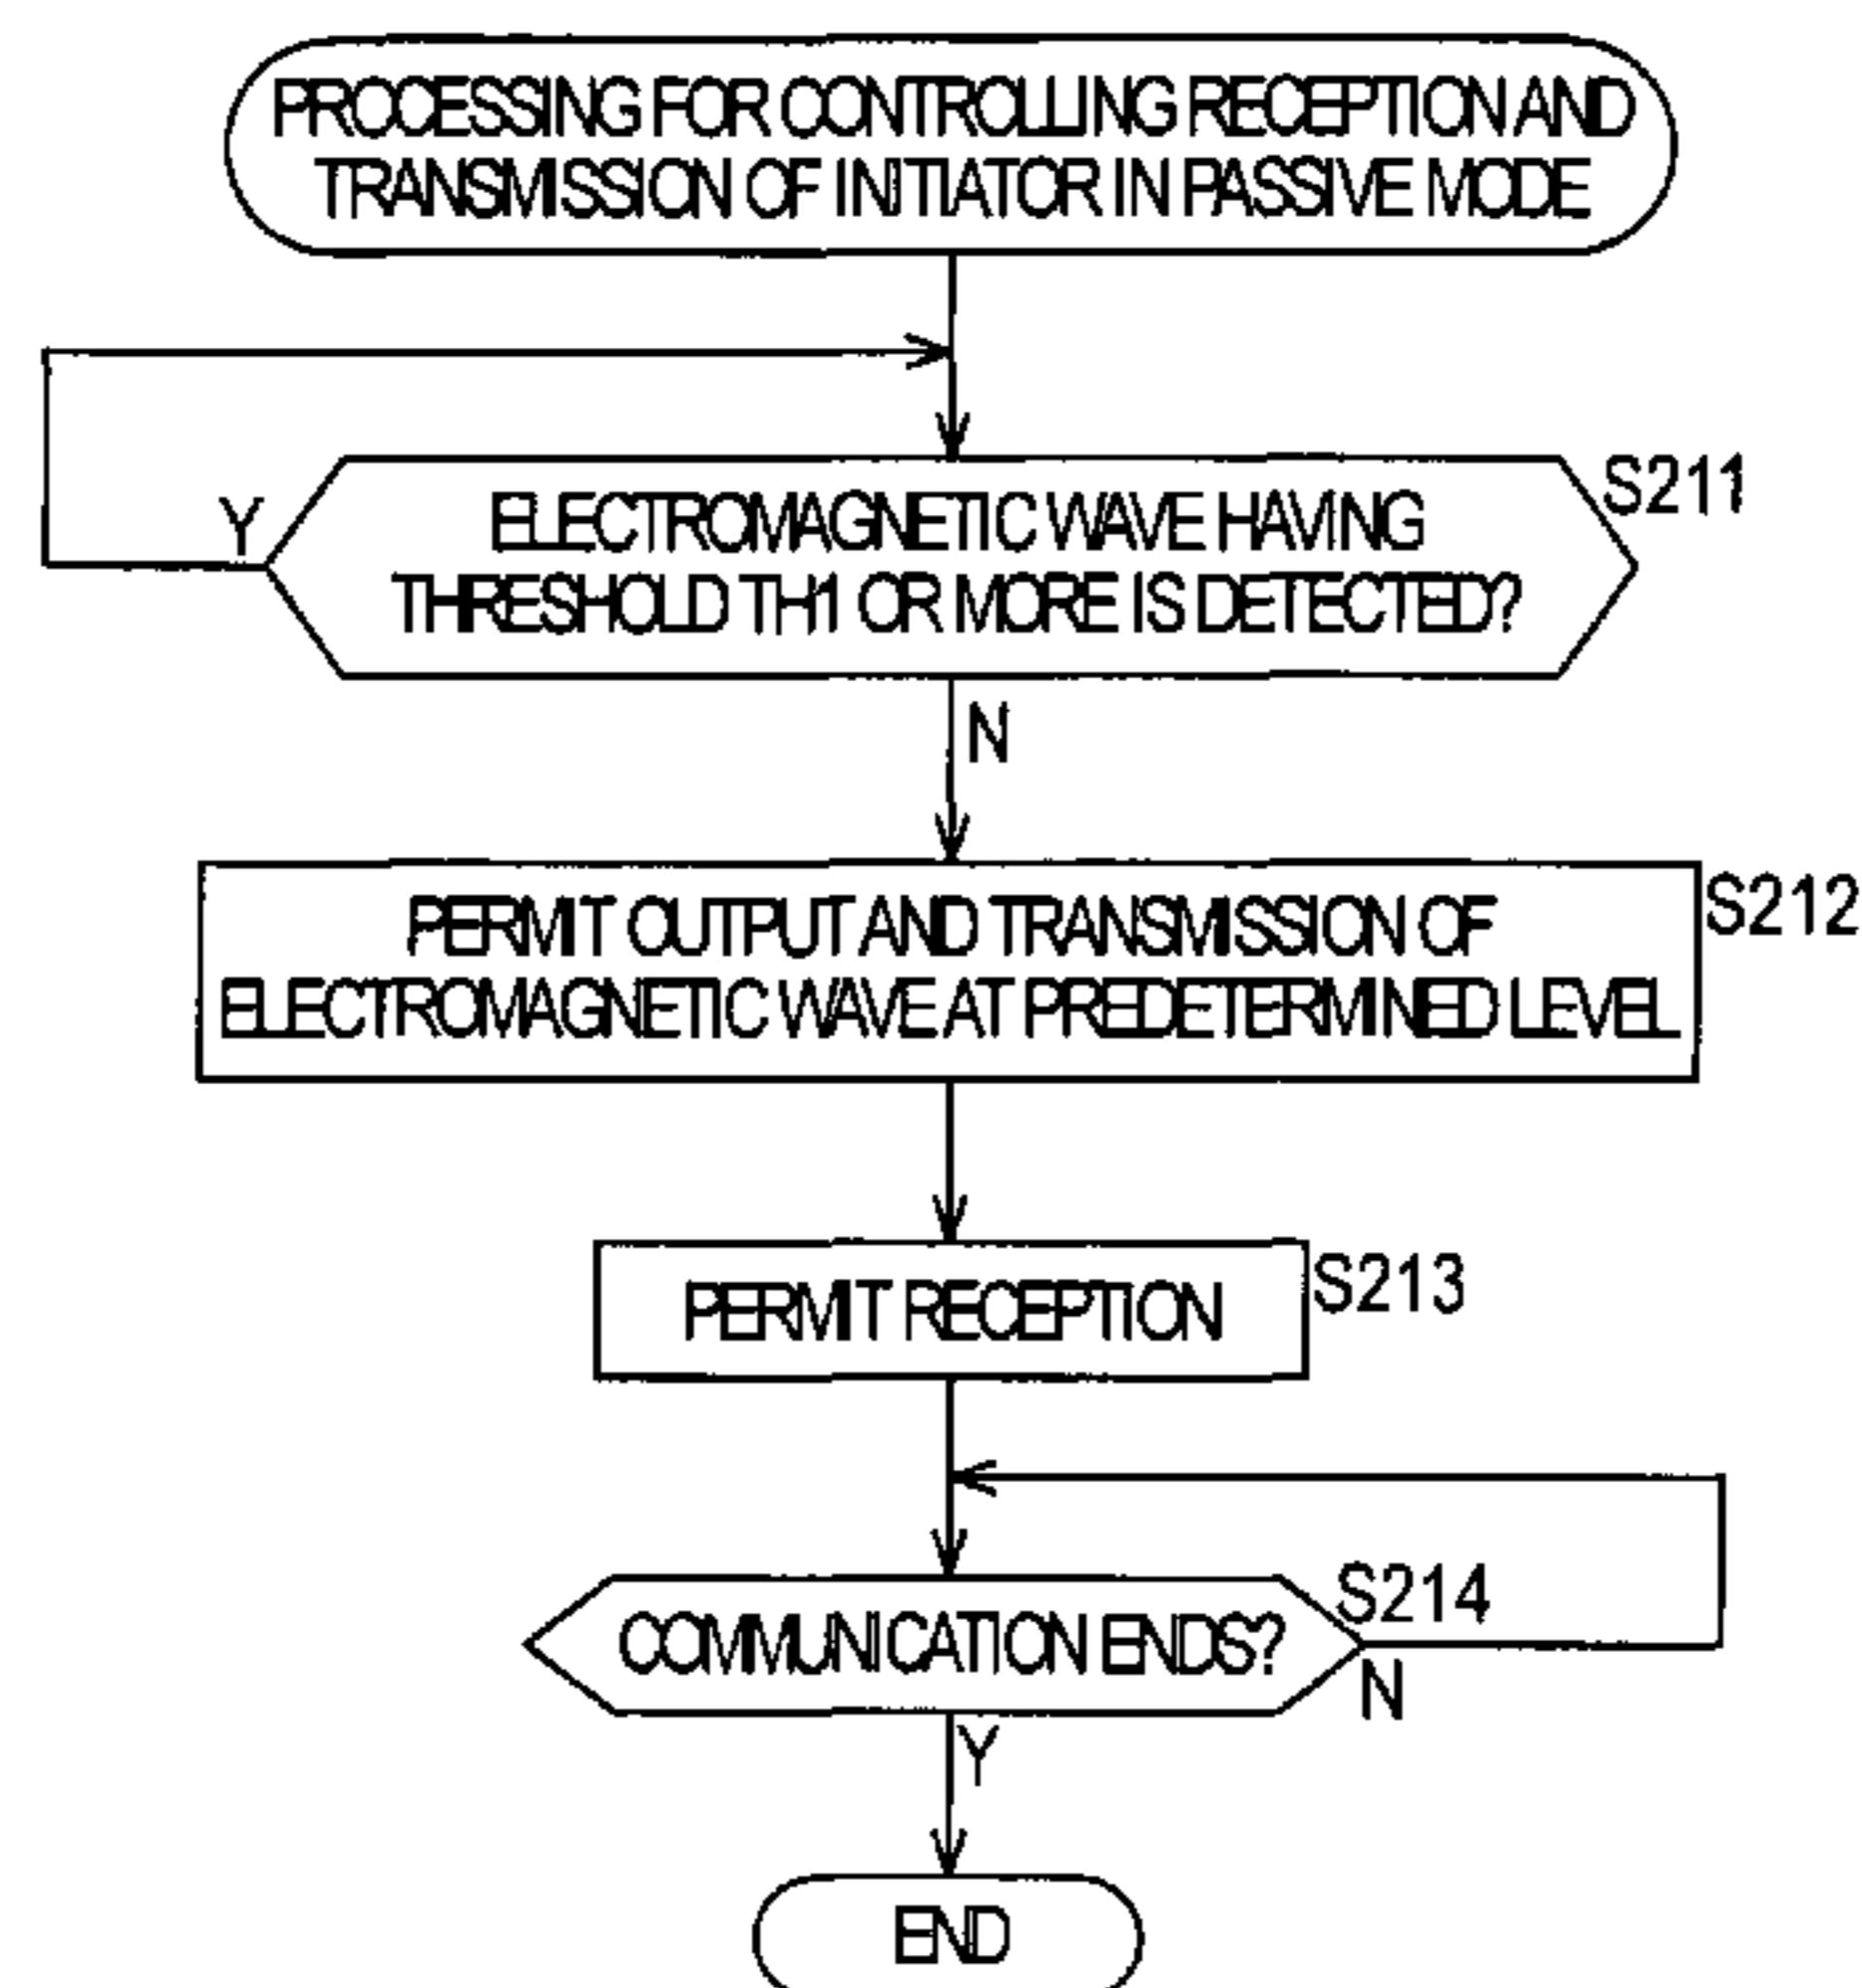 PROCESSING FOR CONTROLLING RECEPTION AND
TRANSMISSION OF INITIATOR IN PASSIVE MODE
S211
Y
ELECTROMAGNETIC WAVE HAVING
THRESHOLD TH1 OR MORE IS DETECTED?
N
S212
PERMIT OUTPUT AND TRANSMISSION OF
ELECTROMAGNETIC WAVE AT PREDETERMINED LEVEL
S213
PERMIT RECEPTION
S214
COMMUNICATION ENDS?
N
Y
END